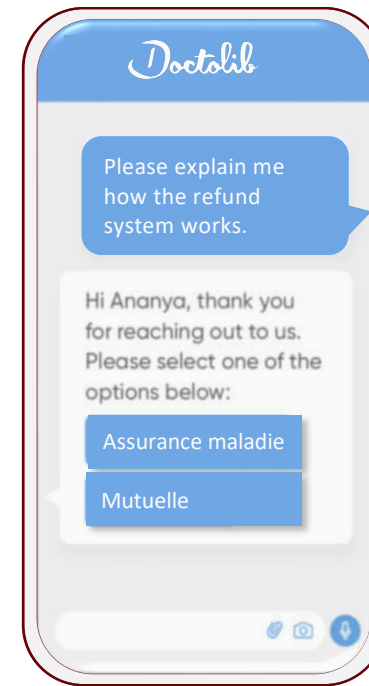 Doctolib
Please explain me
how the refund
system works.
Hi Ananya, thank you
for reaching out to us.
Please select one of the
options below:
Assurance maladie
Mutuelle